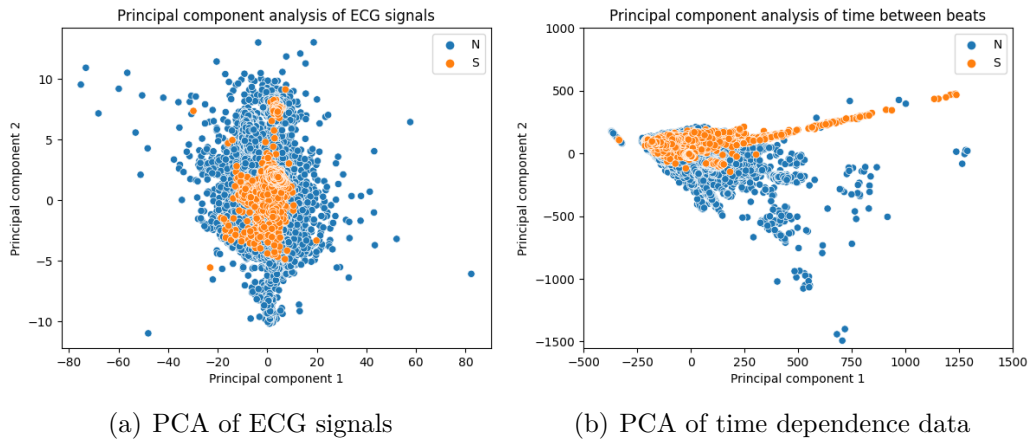 Principal component analysis of ECG signals
N
S
10
5
0
−5
−10
Principal component 2
−80
−60
−40
−20
0
20
40
60
80
Principal component 1
(a) PCA of ECG signals
Principal component analysis of time between beats
N
S
1000
500
0
−500
−1000
−1500
Principal component 2
−500
−250
0
250
500
750
1000
1250
1500
Principal component 1
(b) PCA of time dependence data